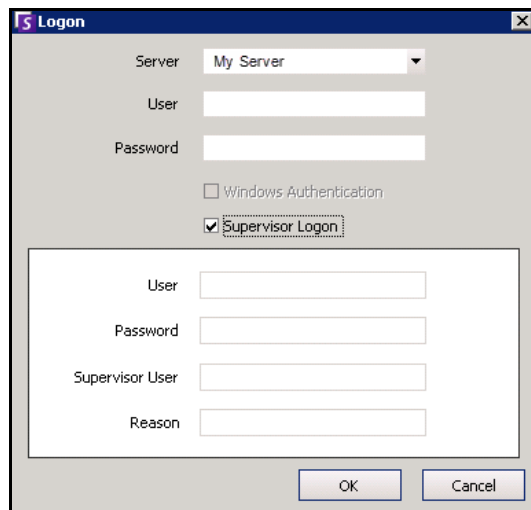 S Logon
Server My Server
User
Password
Windows Authentication
Supervisor Logon
User
Password
Supervisor User
Reason
OK Cancel